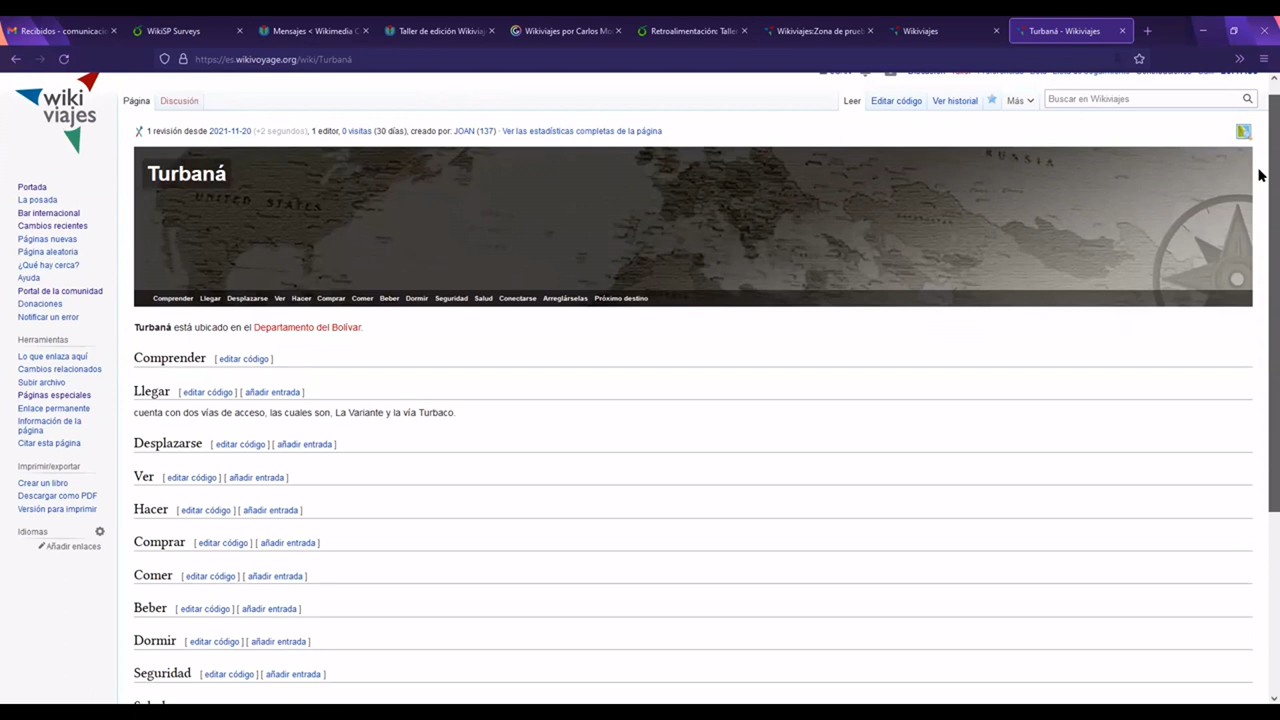 Recibidos - comunicacio
WikiSP Surveys
Mensajes < Wikimedia C
Taller de edición Wikiviaj
Wikiviajes por Carlos Mo
Retroalimentación: Taller
Wikiviajes:Zona de prueb
Wikiviajes
Turbaná - Wikiviajes
https://es.wikivoyage.org/wiki/Turbaná
wiki
viajes
Página Discusión
Leer Editar código Ver historial Más
Buscar en Wikiviajes
1 revisión desde 2021-11-20 (+2 segundos), 1 editor, 0 visitas (30 días), creado por: JOAN (137) · Ver las estadísticas completas de la página
Turbaná
UNITED STATES
RUSSIA
Comprender Llegar Desplazarse Ver Hacer Comprar Comer Beber Dormir Seguridad Salud Conectarse Arreglárselas Próximo destino
Portada
La posada
Bar internacional
Cambios recientes
Páginas nuevas
Página aleatoria
¿Qué hay cerca?
Ayuda
Portal de la comunidad
Donaciones
Notificar un error
Herramientas
Lo que enlaza aquí
Cambios relacionados
Subir archivo
Páginas especiales
Enlace permanente
Información de la
página
Citar esta página
Imprimir/exportar
Crear un libro
Descargar como PDF
Versión para imprimir
Idiomas
Añadir enlaces
Turbaná está ubicado en el Departamento del Bolívar.
Comprender [ editar código ]
Llegar [ editar código ] [ añadir entrada ]
cuenta con dos vías de acceso, las cuales son, La Variante y la vía Turbaco.
Desplazarse [ editar código ] [ añadir entrada ]
Ver [ editar código ] [ añadir entrada ]
Hacer [ editar código ] [ añadir entrada ]
Comprar [ editar código ] [ añadir entrada ]
Comer [ editar código ] [ añadir entrada ]
Beber [ editar código ] [ añadir entrada ]
Dormir [ editar código ] [ añadir entrada ]
Seguridad [ editar código ] [ añadir entrada ]